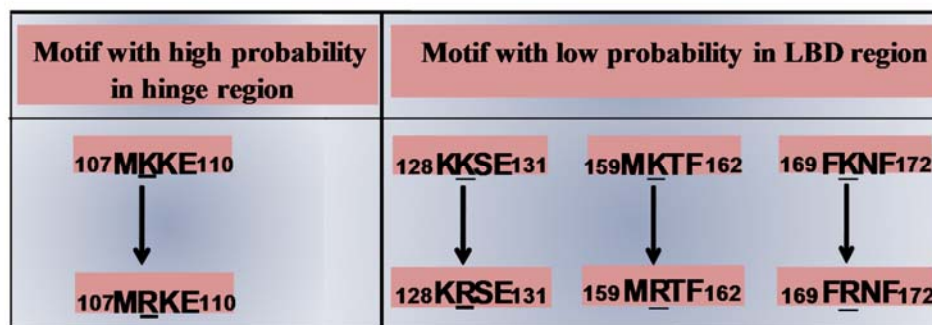 Motif with high probability
in hinge region
Motif with low probability in LBD region
107MKKE110
128KKSE131
159MKTF162
169FKNF172
107MRKE110
128KRSE131
159MRTF162
169FRNF172